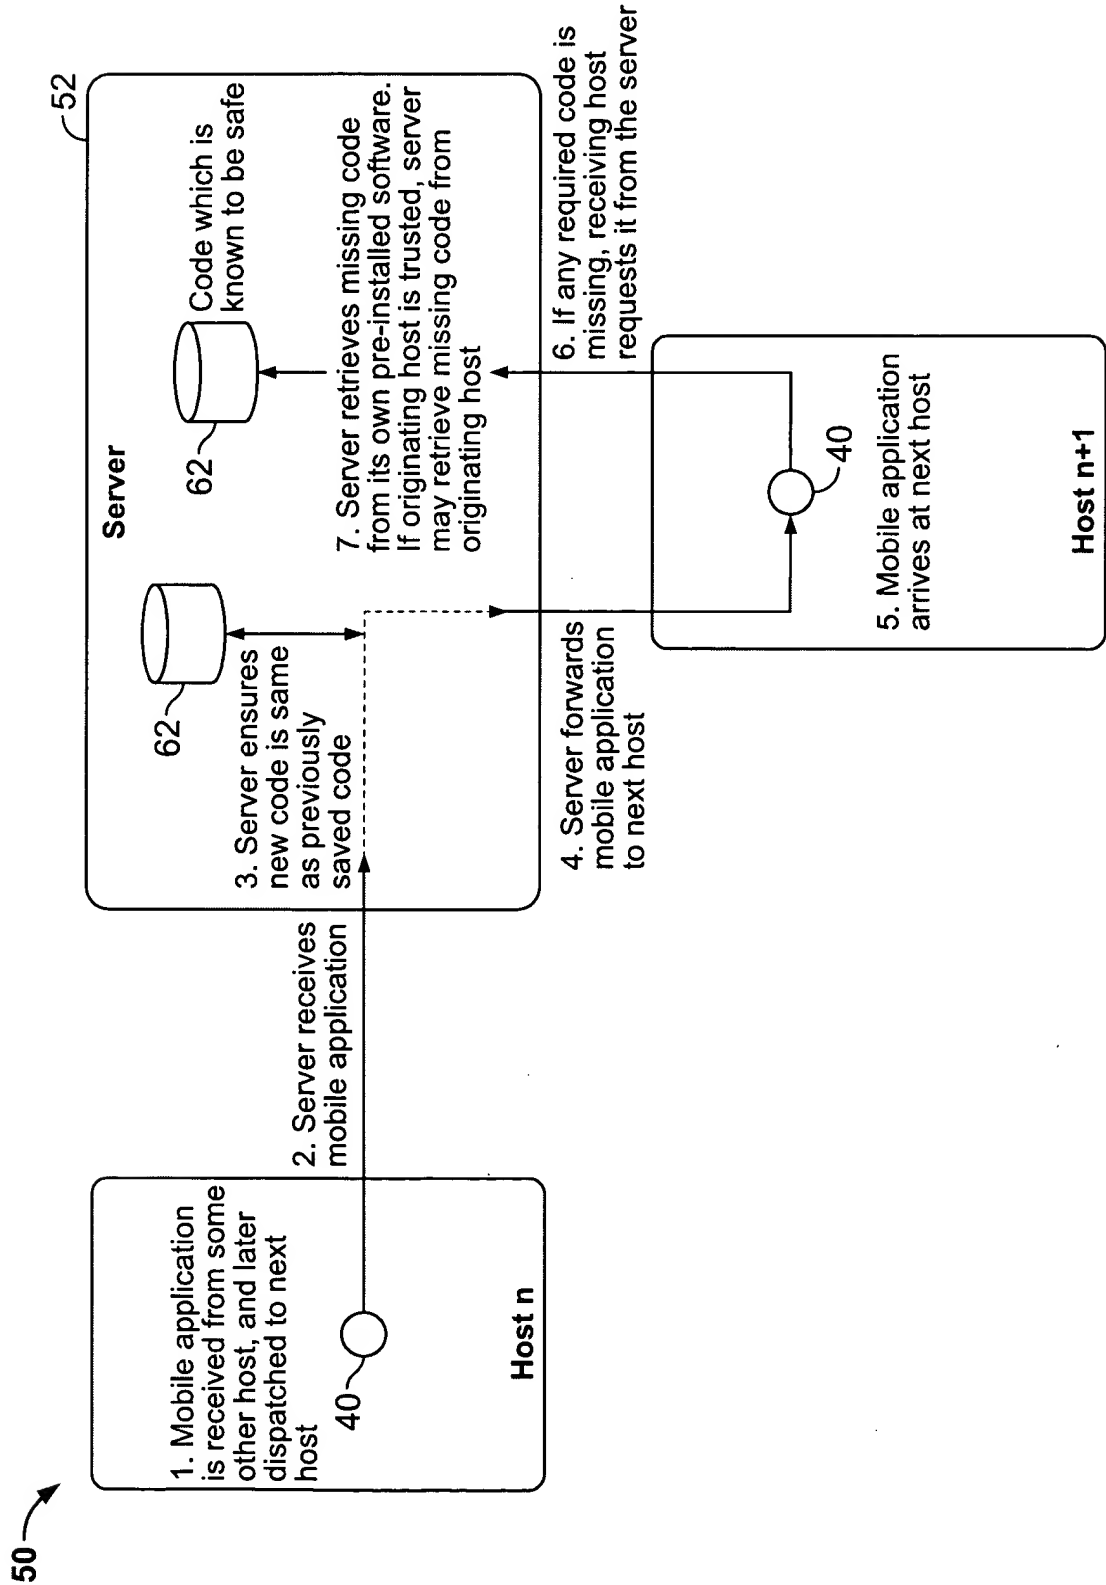 50
1. Mobile application
is received from some
other host, and later
dispatched to next
host
40
Host n
2. Server receives
mobile application
52
Server
62
3. Server ensures
new code is same
as previously
saved code
62
Code which is
known to be safe
7. Server retrieves missing code
from its own pre-installed software.
If originating host is trusted, server
may retrieve missing code from
originating host
4. Server forwards
mobile application
to next host
6. If any required code is
missing, receiving host
requests it from the server
40
5. Mobile application
arrives at next host
Host n+1